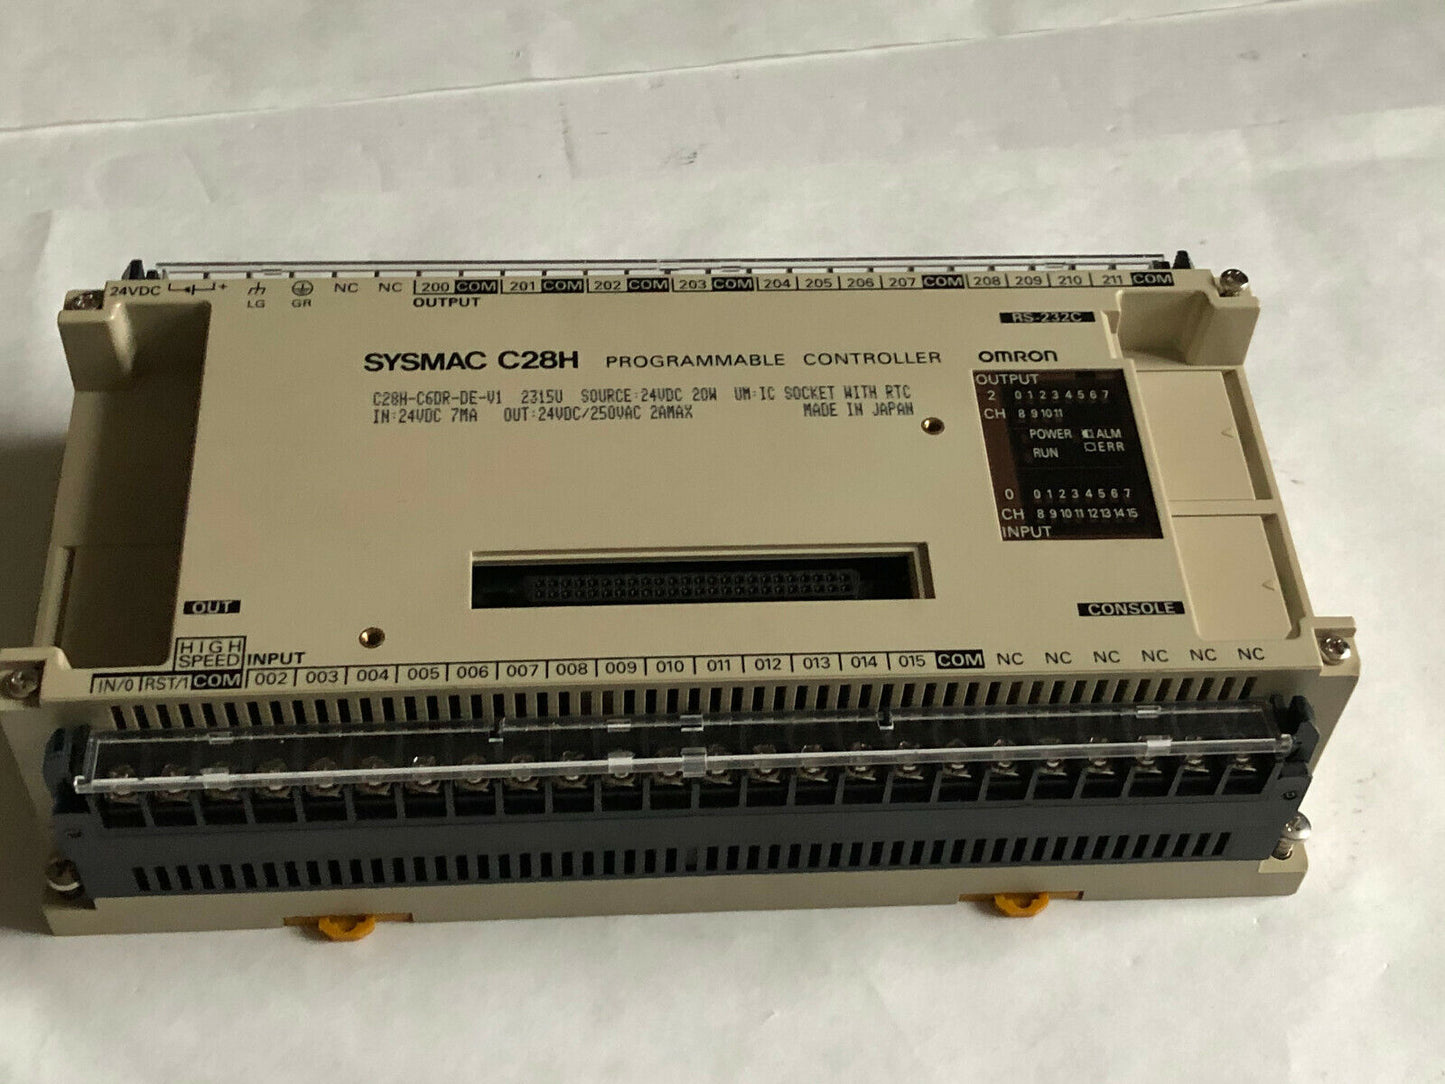 24VDC + LG GR NC NC 200 COM 201 COM 202 COM 203 COM 204 205 206 207 COM 208 209 210 211 COM
OUTPUT
RS-232C
SYSMAC C28H PROGRAMMABLE CONTROLLER OMRON
C28H-C6DR-DE-V1 2315U SOURCE:24VDC 20W UM:IC SOCKET WITH RTC
IN:24VDC 7MA OUT:24VDC/250VAC 2AMAX MADE IN JAPAN
OUTPUT
2 0 1 2 3 4 5 6 7
CH 8 9 10 11
POWER ALM
RUN ERR
0 0 1 2 3 4 5 6 7
CH 8 9 10 11 12 13 14 15
INPUT
OUT
CONSOLE
HIGH
SPEED INPUT
IN/0 RST/1 COM 002 003 004 005 006 007 008 009 010 011 012 013 014 015 COM NC NC NC NC NC NC